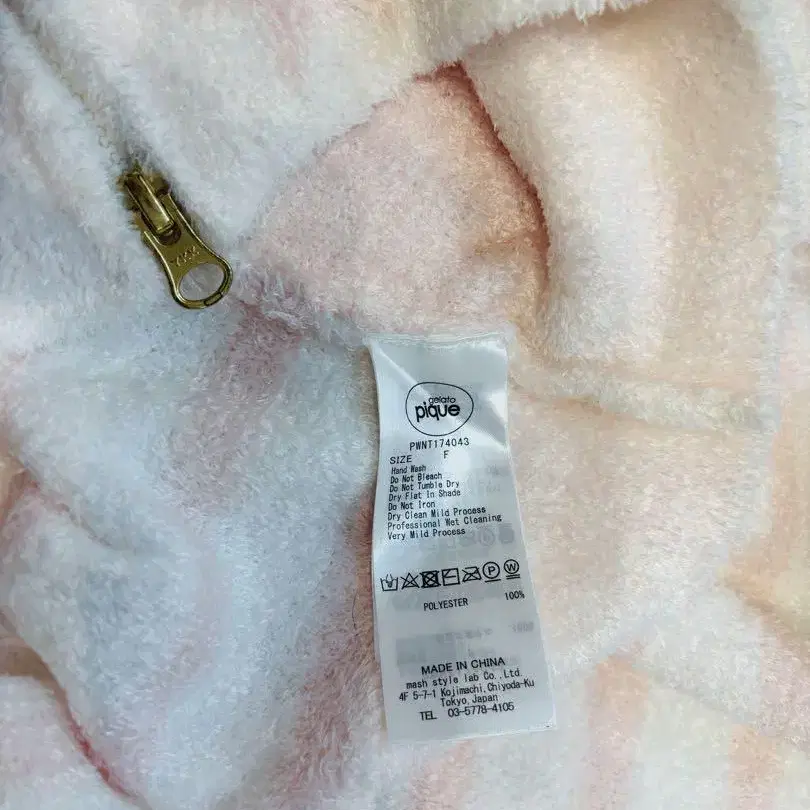 YKK
gelato
pique
PWNT174043
SIZE F
Hand Wash
Do Not Bleach
Do Not Tumble Dry
Dry Flat In Shade
Do Not Iron
Dry Clean Mild Process
Professional Wet Cleaning
Very Mild Process
P W
POLYESTER 100%
MADE IN CHINA
mash style lab Co.,Ltd.
4F 5-7-1 Kojimachi,Chiyoda-Ku
Tokyo,Japan
TEL 03-5778-4105